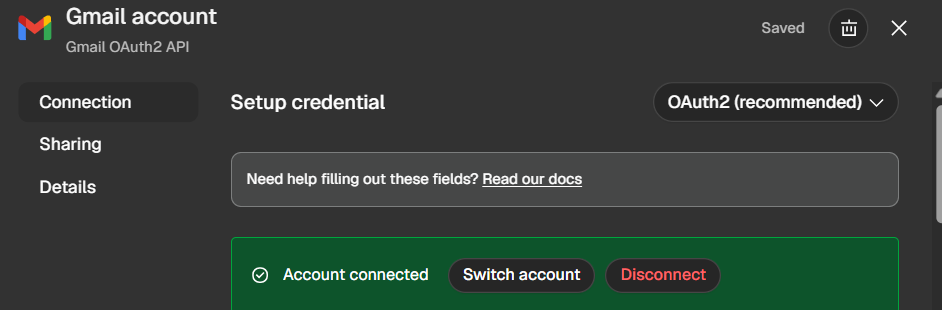 Gmail account
Gmail OAuth2 API
Saved
Connection
Sharing
Details
Setup credential
OAuth2 (recommended)
Need help filling out these fields? Read our docs
Account connected
Switch account
Disconnect